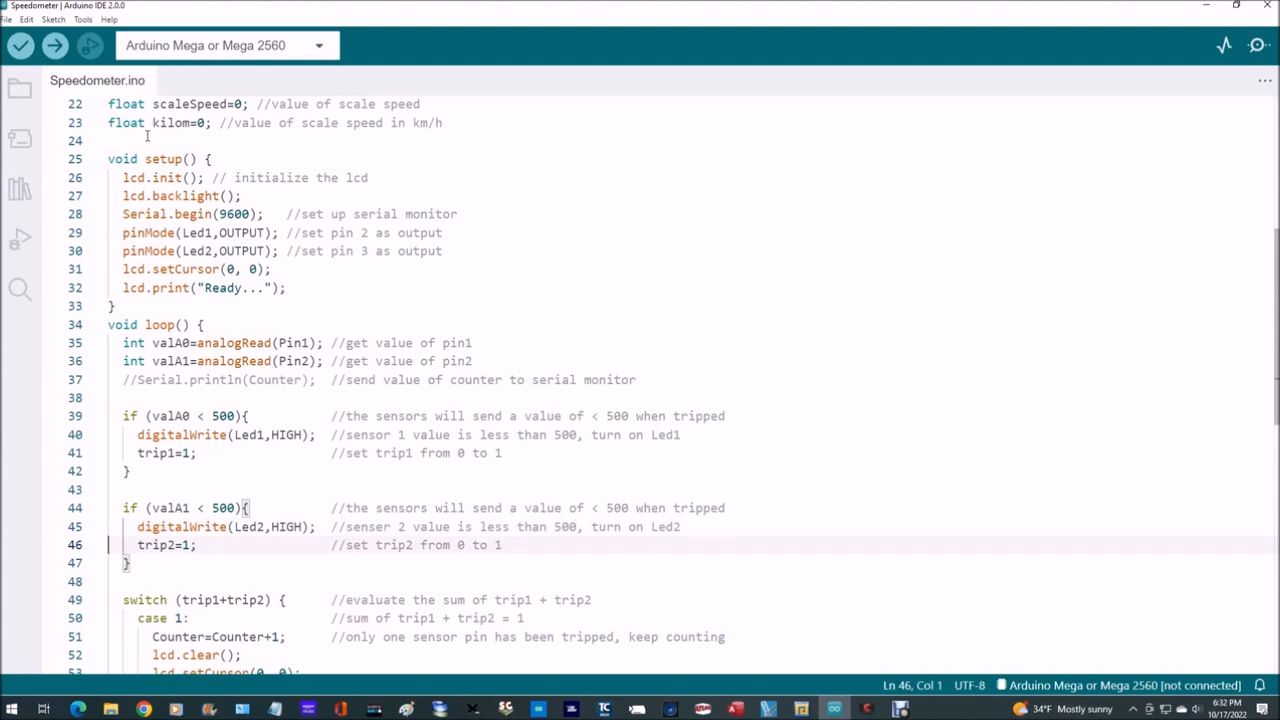 Speedometer | Arduino IDE 2.0.0
File Edit Sketch Tools Help
Arduino Mega or Mega 2560
Speedometer.ino
22 float scaleSpeed=0; //value of scale speed
23 float kilom=0; //value of scale speed in km/h
24
25 void setup() {
26 lcd.init(); // initialize the lcd
27 lcd.backlight();
28 Serial.begin(9600); //set up serial monitor
29 pinMode(Led1,OUTPUT); //set pin 2 as output
30 pinMode(Led2,OUTPUT); //set pin 3 as output
31 lcd.setCursor(0, 0);
32 lcd.print("Ready...");
33 }
34 void loop() {
35 int valA0=analogRead(Pin1); //get value of pin1
36 int valA1=analogRead(Pin2); //get value of pin2
37 //Serial.println(Counter); //send value of counter to serial monitor
38
39 if (valA0 < 500){ //the sensors will send a value of < 500 when tripped
40 digitalWrite(Led1,HIGH); //sensor 1 value is less than 500, turn on Led1
41 trip1=1; //set trip1 from 0 to 1
42 }
43
44 if (valA1 < 500){ //the sensors will send a value of < 500 when tripped
45 digitalWrite(Led2,HIGH); //senser 2 value is less than 500, turn on Led2
46 trip2=1; //set trip2 from 0 to 1
47 }
48
49 switch (trip1+trip2) { //evaluate the sum of trip1 + trip2
50 case 1: //sum of trip1 + trip2 = 1
51 Counter=Counter+1; //only one sensor pin has been tripped, keep counting
52 lcd.clear();
53 lcd.setCursor(0, 0);
Ln 46, Col 1 UTF-8 Arduino Mega or Mega 2560 [not connected]
34°F Mostly sunny
6:32 PM
10/17/2022